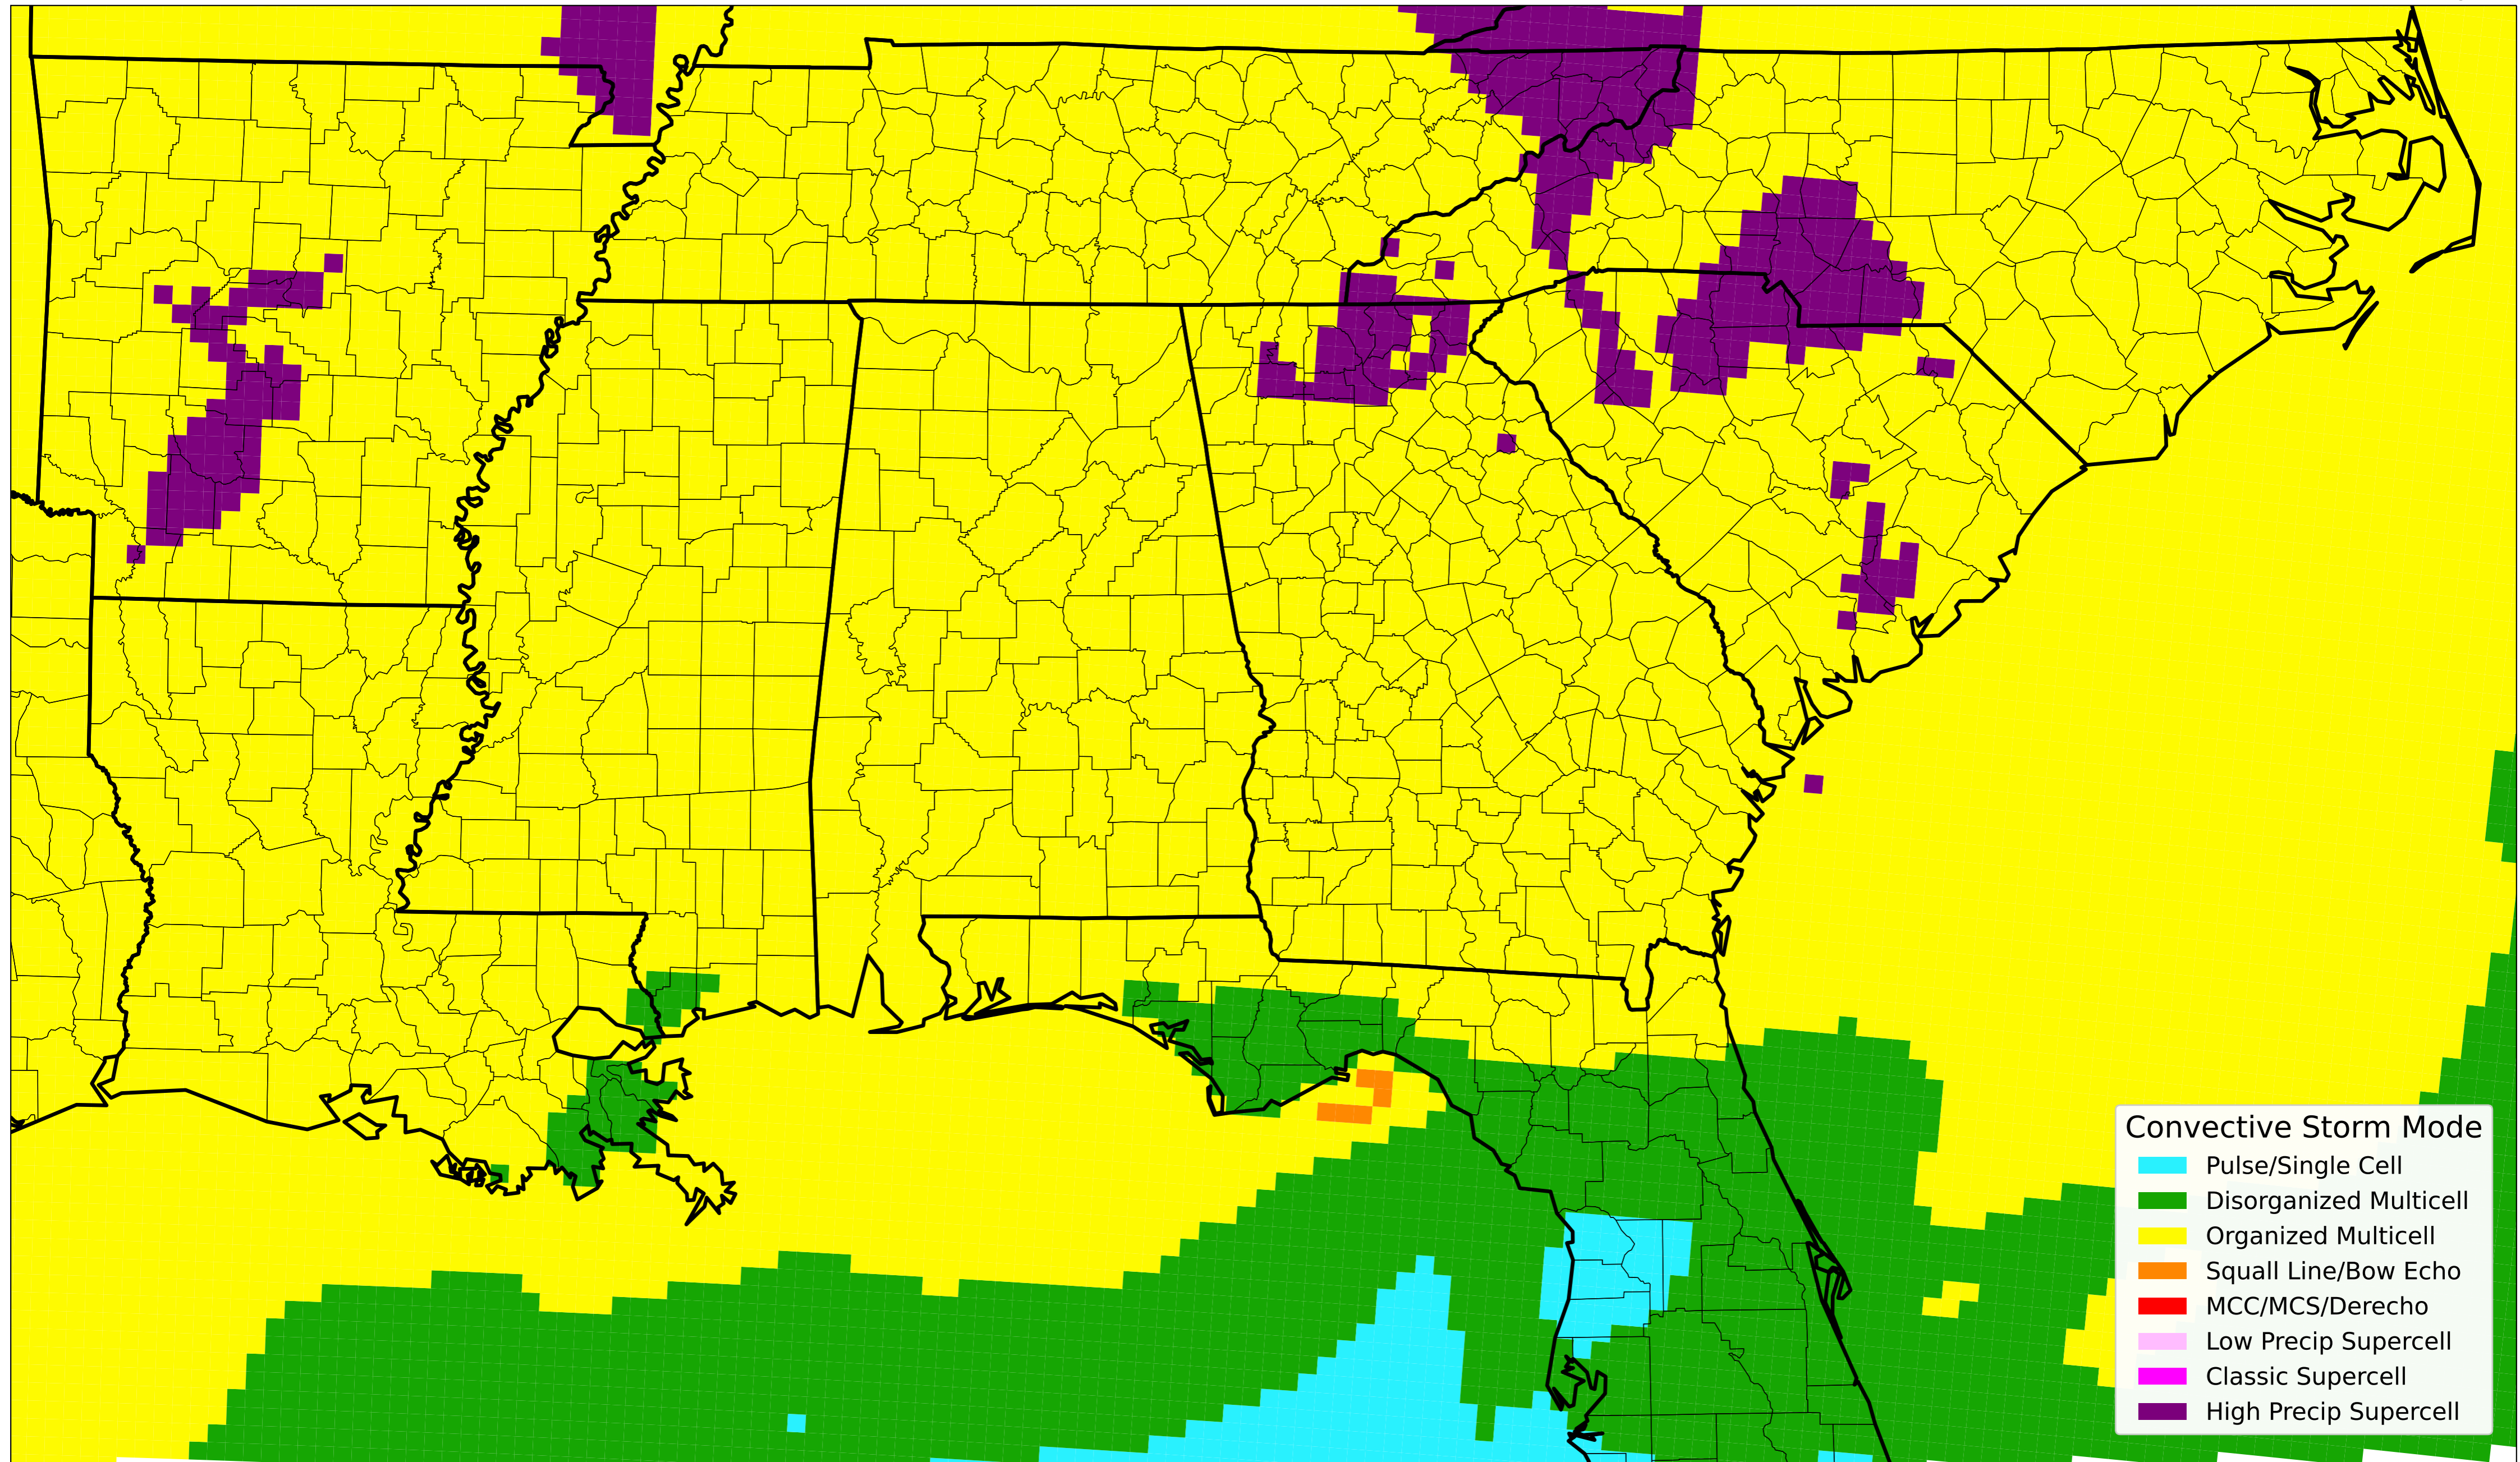 Convective Storm Mode
Pulse/Single Cell
Disorganized Multicell
Organized Multicell
Squall Line/Bow Echo
MCC/MCS/Derecho
Low Precip Supercell
Classic Supercell
High Precip Supercell